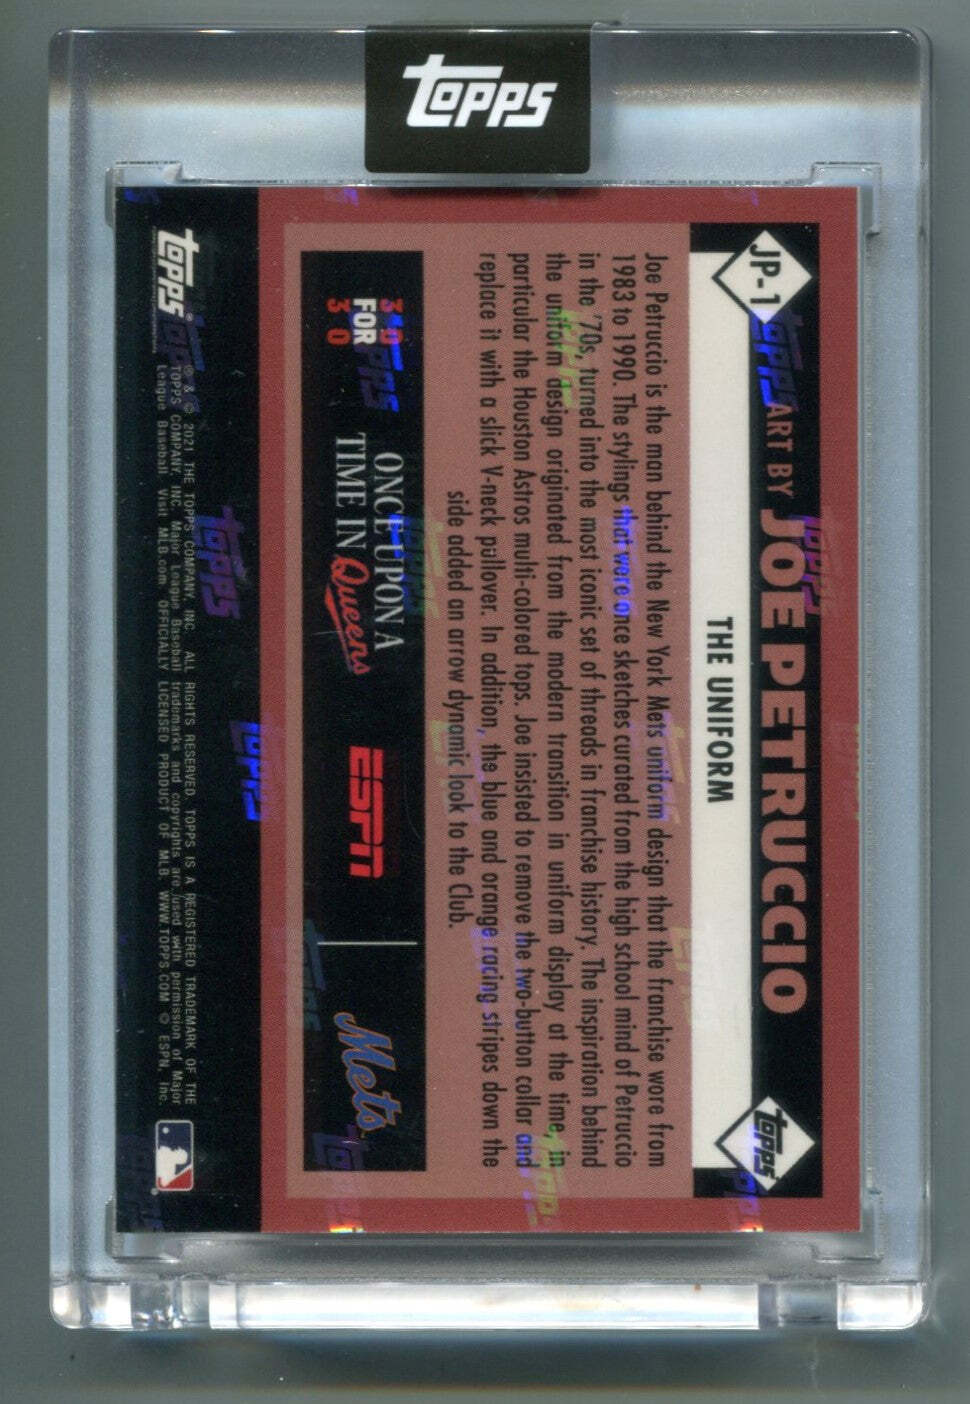 TOPPS
JP-1
ART BY JOE PETRUCCIO
TOPPS
THE UNIFORM
Joe Petruccio is the man behind the New York Mets uniform design that the franchise wore from
1983 to 1990. The stylings that were once sketches curated from the high school mind of Petruccio
in the '70s, turned into the most iconic set of threads in franchise history. The inspiration behind
the uniform design originated from the modern transition in uniform display at the time, in
particular the Houston Astros multi-colored tops. Joe insisted to remove the two-button collar and
replace it with a slick V-neck pullover. In addition, the blue and orange racing stripes down the
side added an arrow dynamic look to the Club.
30
FOR
30
ONCE UPON A
TIME IN Queens
ESPN
Mets
TOPPS®
® & © 2021 THE TOPPS COMPANY, INC. ALL RIGHTS RESERVED. TOPPS IS A REGISTERED TRADEMARK OF THE
TOPPS COMPANY, INC. Major League Baseball trademarks and copyrights are used with permission of Major
League Baseball. Visit MLB.com. OFFICIALLY LICENSED PRODUCT OF MLB. WWW.TOPPS.COM © ESPN, Inc.